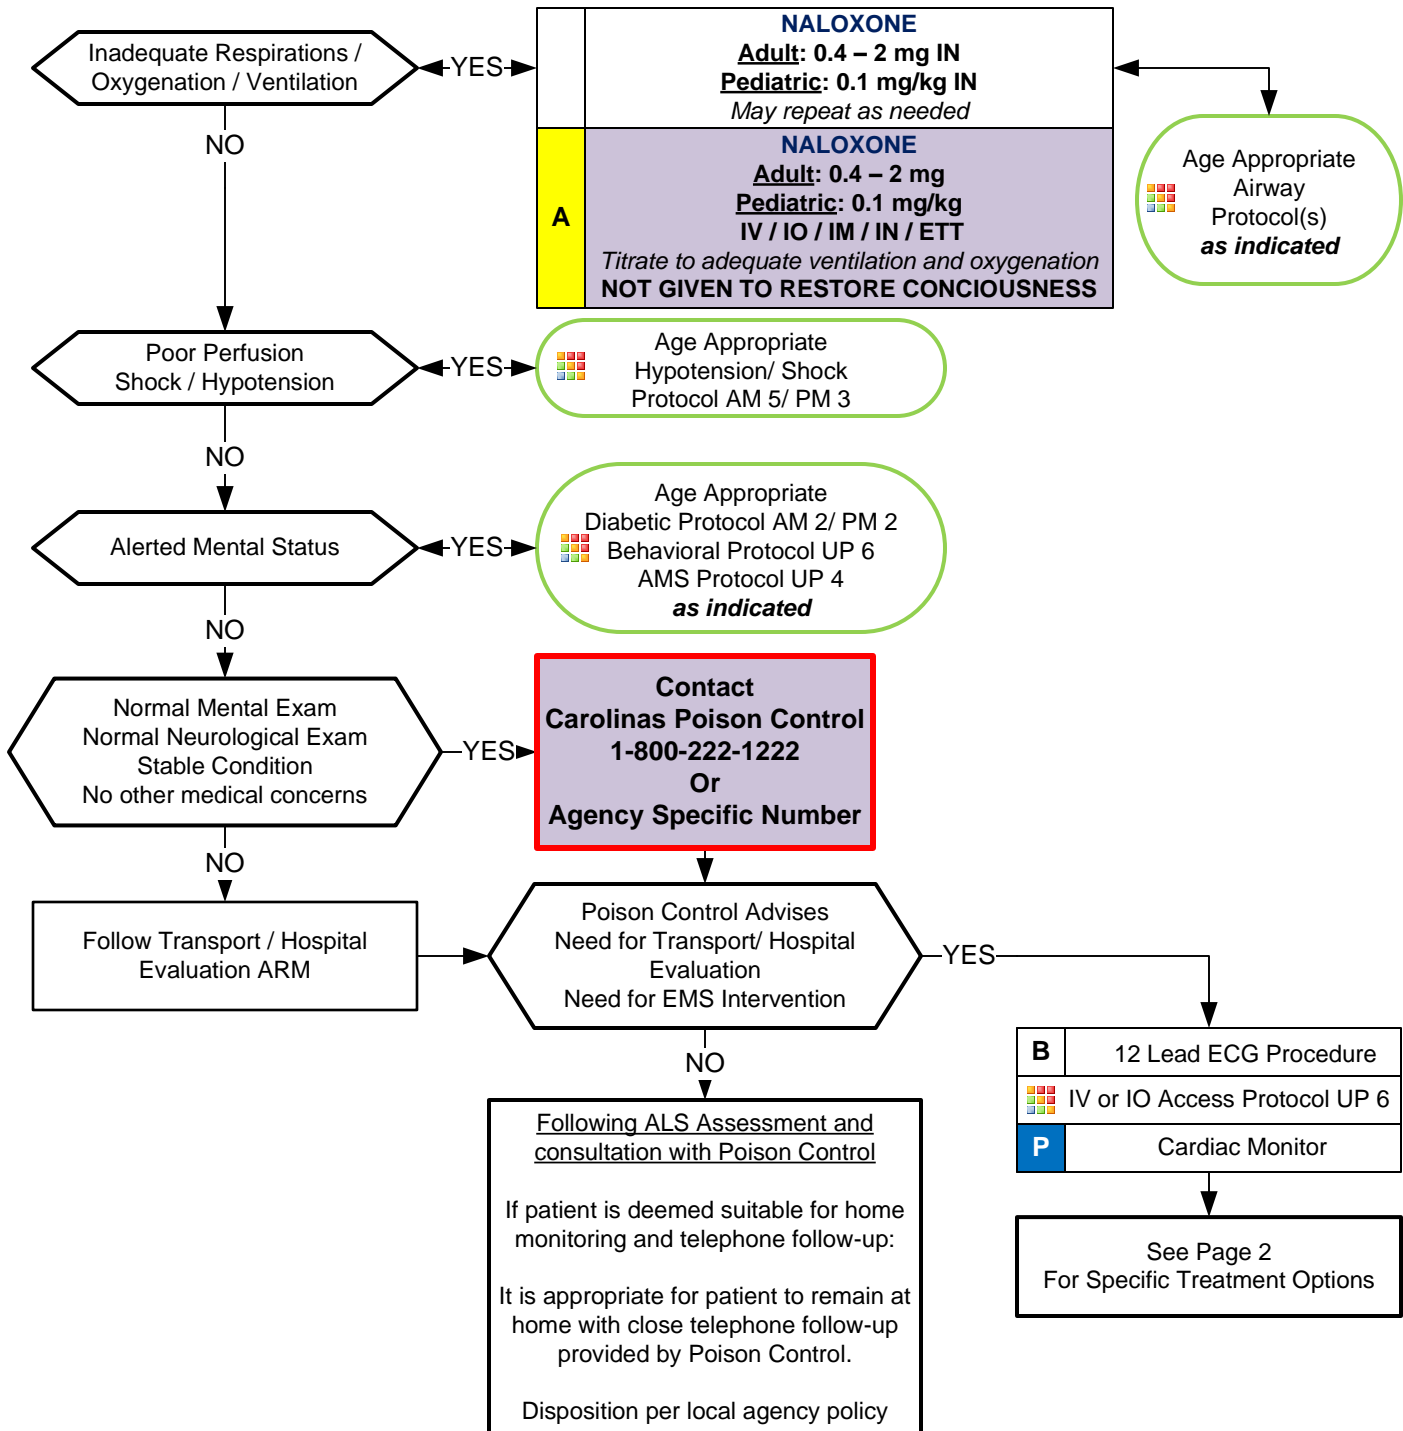 Inadequate Respirations /
Oxygenation / Ventilation
YES
NALOXONE
Adult: 0.4 – 2 mg IN
Pediatric: 0.1 mg/kg IN
May repeat as needed
A
NALOXONE
Adult: 0.4 – 2 mg
Pediatric: 0.1 mg/kg
IV / IO / IM / IN / ETT
Titrate to adequate ventilation and oxygenation
NOT GIVEN TO RESTORE CONCIOUSNESS
Age Appropriate
Airway
Protocol(s)
as indicated
NO
Poor Perfusion
Shock / Hypotension
YES
Age Appropriate
Hypotension/ Shock
Protocol AM 5/ PM 3
NO
Alerted Mental Status
YES
Age Appropriate
Diabetic Protocol AM 2/ PM 2
Behavioral Protocol UP 6
AMS Protocol UP 4
as indicated
NO
Normal Mental Exam
Normal Neurological Exam
Stable Condition
No other medical concerns
YES
Contact
Carolinas Poison Control
1-800-222-1222
Or
Agency Specific Number
NO
Follow Transport / Hospital
Evaluation ARM
Poison Control Advises
Need for Transport/ Hospital
Evaluation
Need for EMS Intervention
YES
B
12 Lead ECG Procedure
IV or IO Access Protocol UP 6
P
Cardiac Monitor
See Page 2
For Specific Treatment Options
NO
Following ALS Assessment and
consultation with Poison Control
If patient is deemed suitable for home
monitoring and telephone follow-up:
It is appropriate for patient to remain at
home with close telephone follow-up
provided by Poison Control.
Disposition per local agency policy